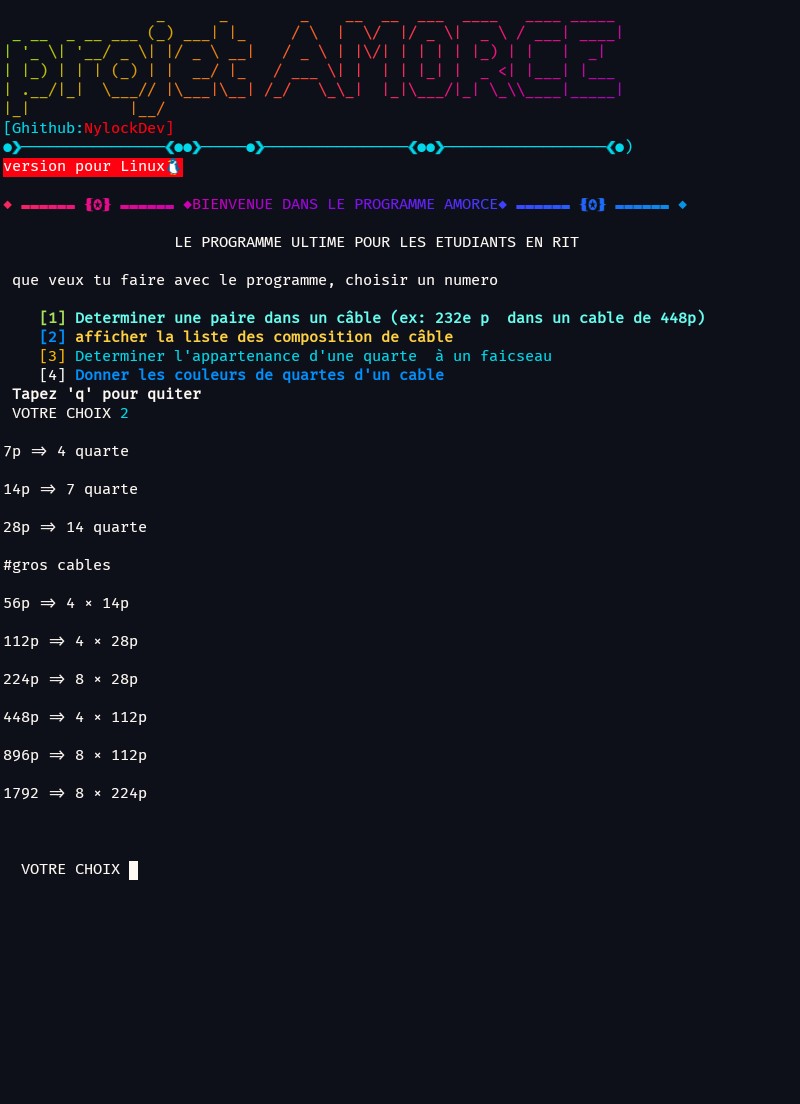 projet AMORCE
[Ghithub:NylockDev]
version pour Linux🐧
◆ ▬▬▬▬▬▬ {✪} ▬▬▬▬▬▬ ◆BIENVENUE DANS LE PROGRAMME AMORCE◆ ▬▬▬▬▬▬ {✪} ▬▬▬▬▬▬ ◆
LE PROGRAMME ULTIME POUR LES ETUDIANTS EN RIT
que veux tu faire avec le programme, choisir un numero
[1] Determiner une paire dans un câble (ex: 232e p  dans un cable de 448p)
[2] afficher la liste des composition de câble
[3] Determiner l'appartenance d'une quarte  à un faicseau
[4] Donner les couleurs de quartes d'un cable
Tapez 'q' pour quiter
VOTRE CHOIX 2
7p => 4 quarte
14p => 7 quarte
28p => 14 quarte
#gros cables
56p => 4 × 14p
112p => 4 × 28p
224p => 8 × 28p
448p => 4 × 112p
896p => 8 × 112p
1792 => 8 × 224p
VOTRE CHOIX